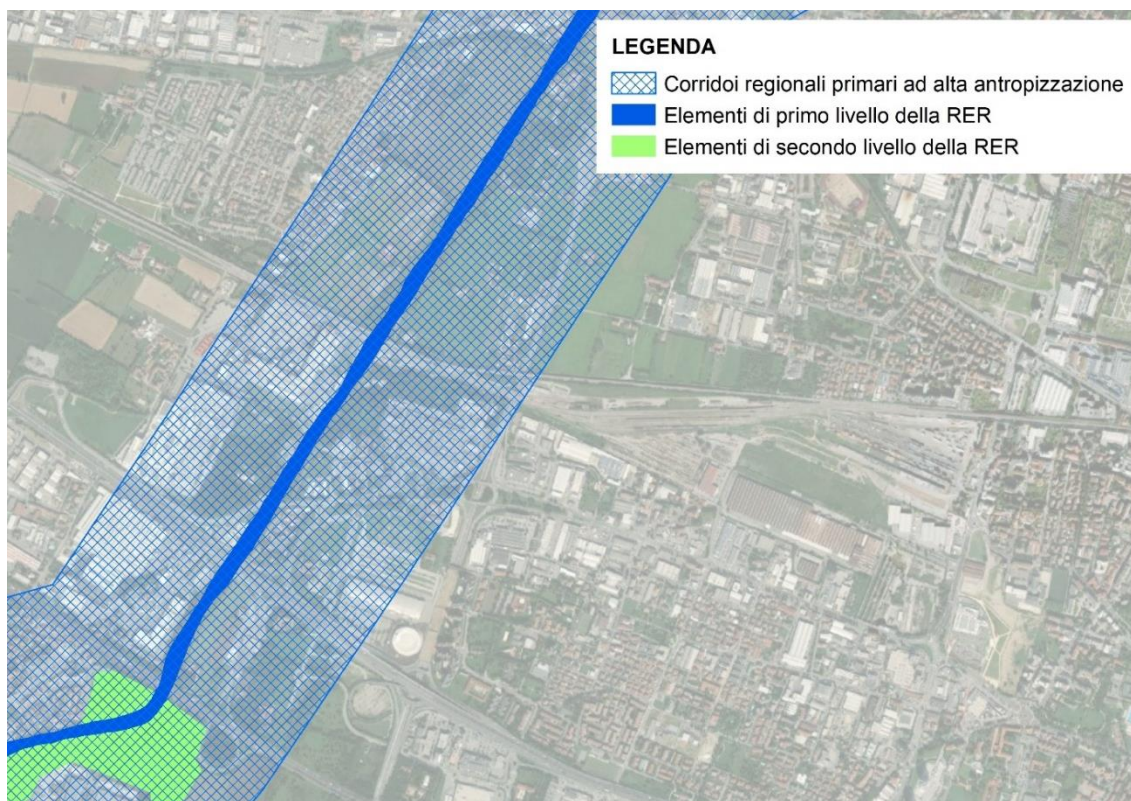 LEGENDA
Corridoi regionali primari ad alta antropizzazione
Elementi di primo livello della RER
Elementi di secondo livello della RER